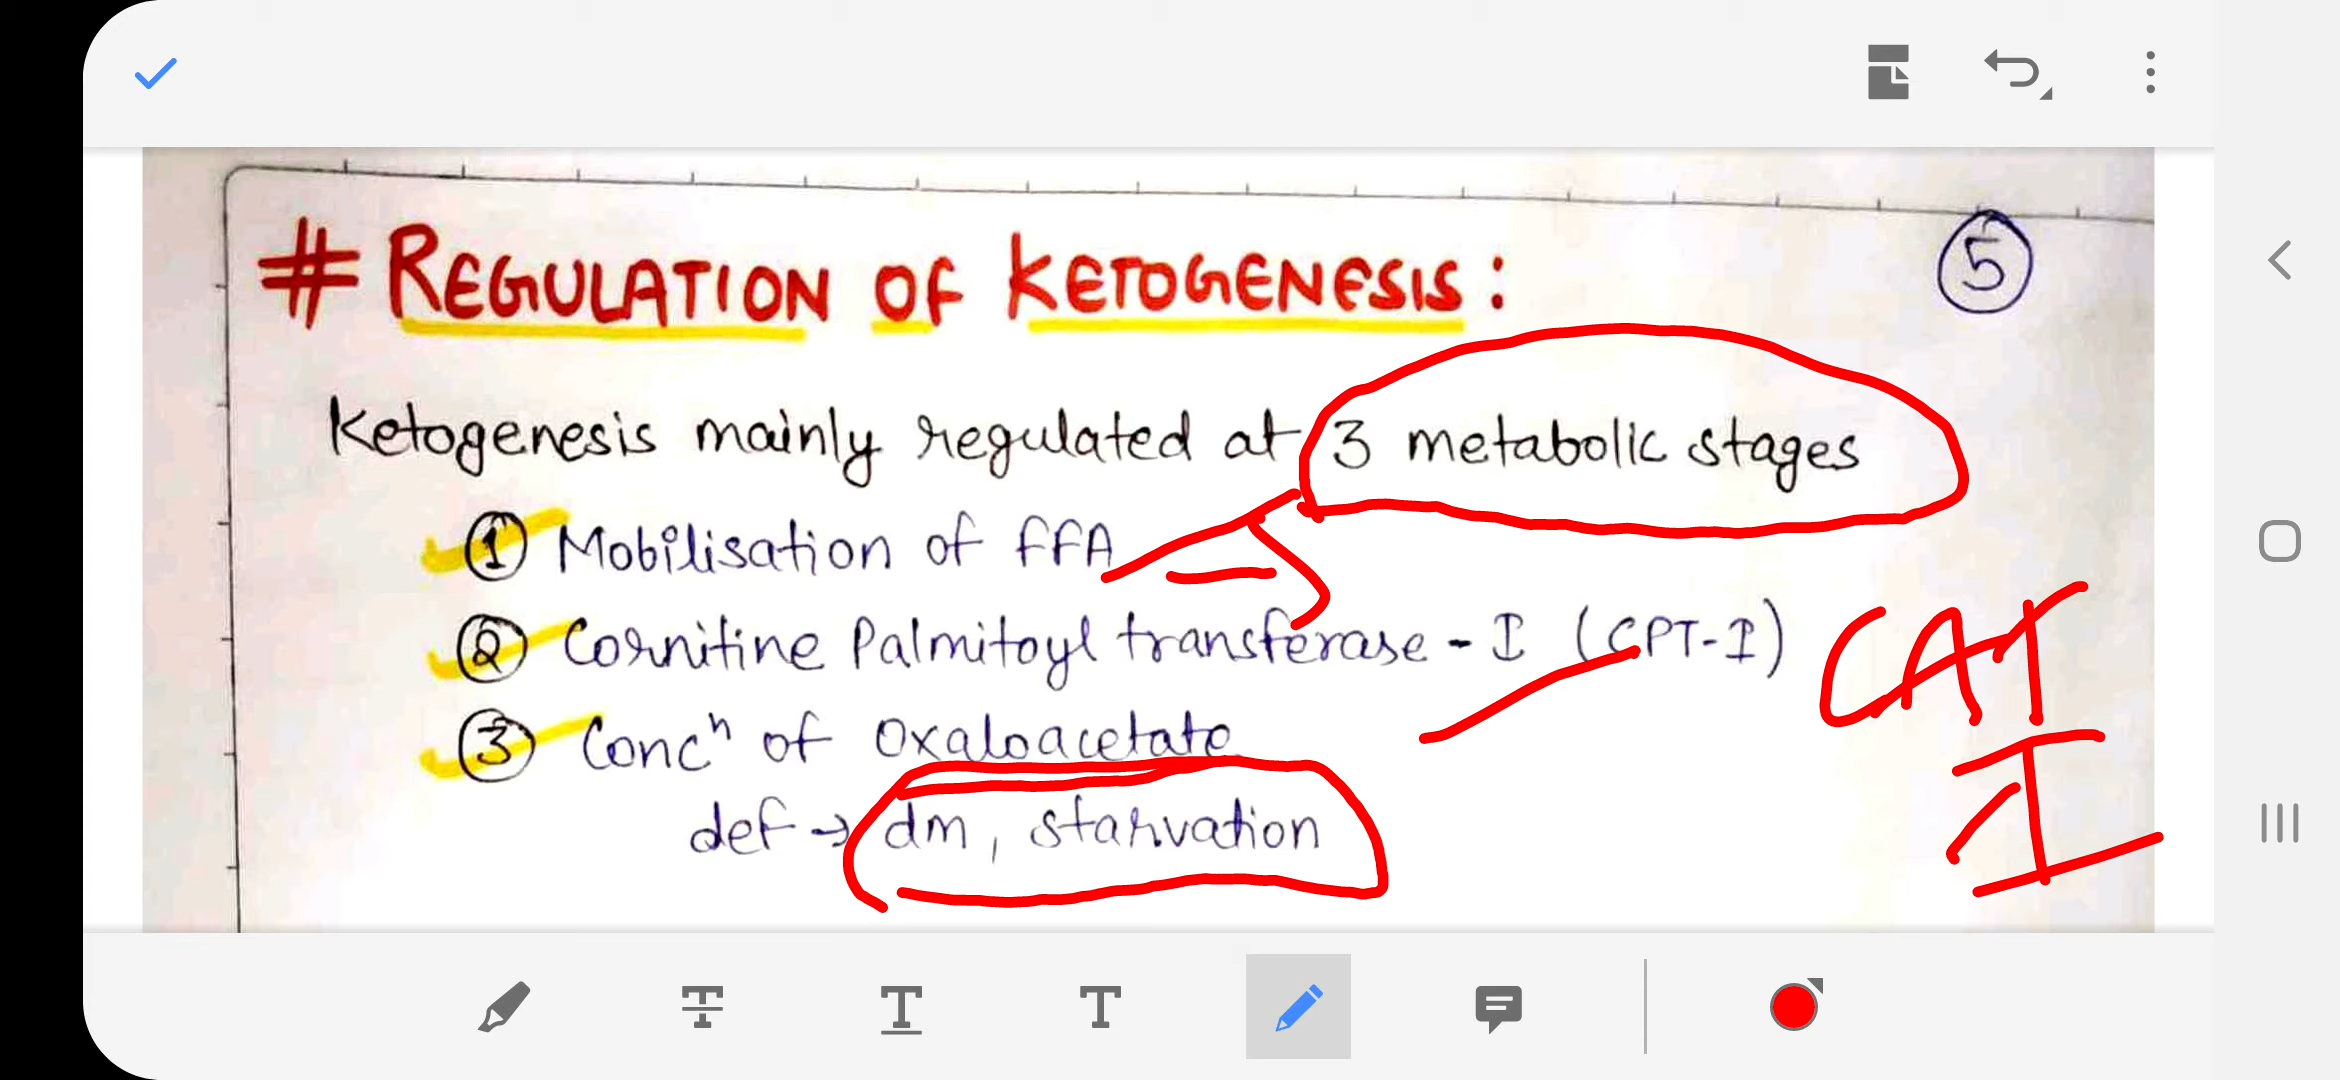 # REGULATION OF KETOGENESIS:
5
Ketogenesis mainly regulated at 3 metabolic stages
① Mobilisation of FFA
② Cornitine Palmitoyl transferase - I (CPT-I)
CAT
I
③ Concⁿ of Oxaloacetate
def → dm, starvation